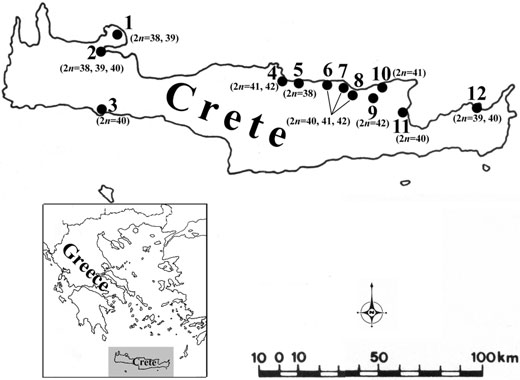 1
(2n=38, 39)
2
(2n=38, 39, 40)
3
(2n=40)
4
(2n=41, 42)
5
(2n=38)
6
7
8
(2n=40, 41, 42)
9
(2n=42)
10
(2n=41)
11
(2n=40)
12
(2n=39, 40)
Crete
Greece
Crete
N
10 0 10 50 100 km